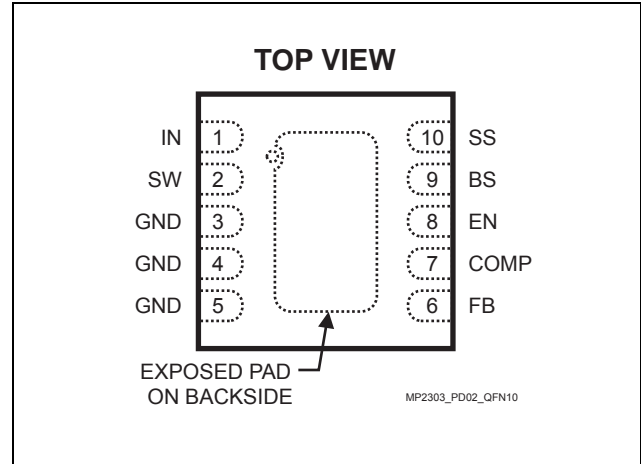 TOP VIEW
IN 1 10 SS
SW 2 9 BS
GND 3 8 EN
GND 4 7 COMP
GND 5 6 FB
EXPOSED PAD
ON BACKSIDE
MP2303_PD02_QFN10